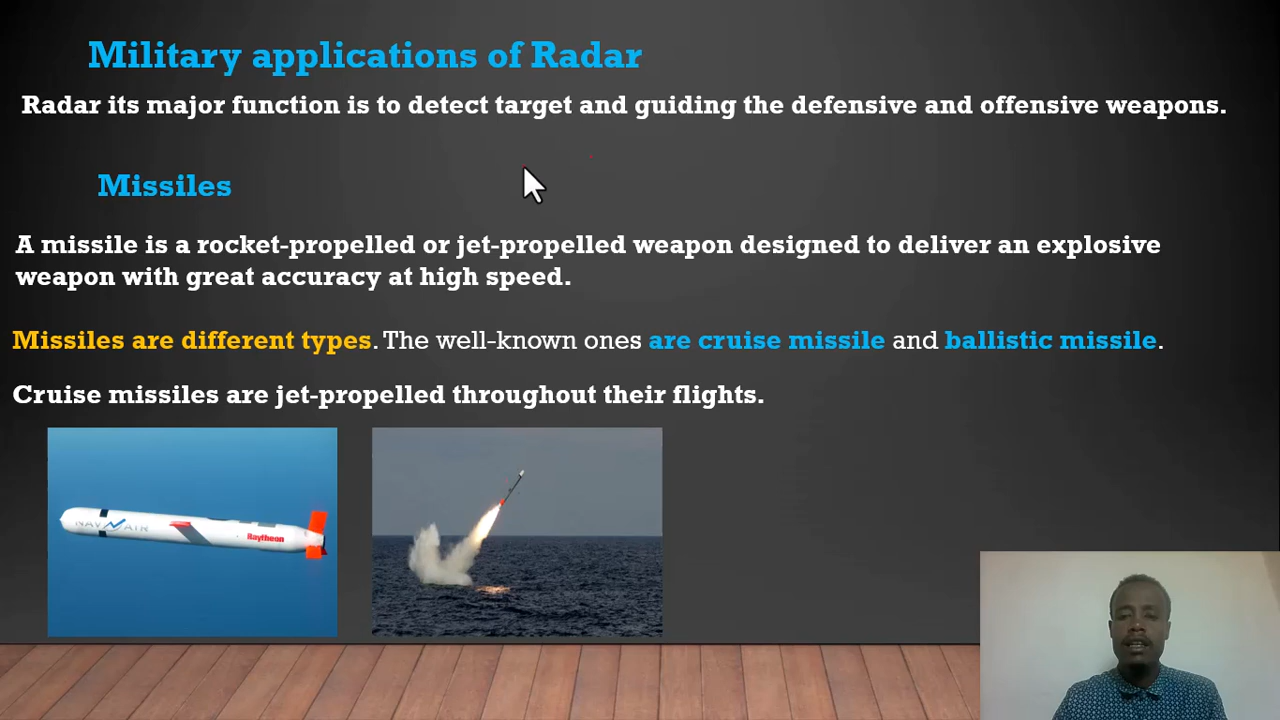 Military applications of Radar
Radar its major function is to detect target and guiding the defensive and offensive weapons.
Missiles
A missile is a rocket-propelled or jet-propelled weapon designed to deliver an explosive
weapon with great accuracy at high speed.
Missiles are different types. The well-known ones are cruise missile and ballistic missile.
Cruise missiles are jet-propelled throughout their flights.
NAVAIR
Raytheon